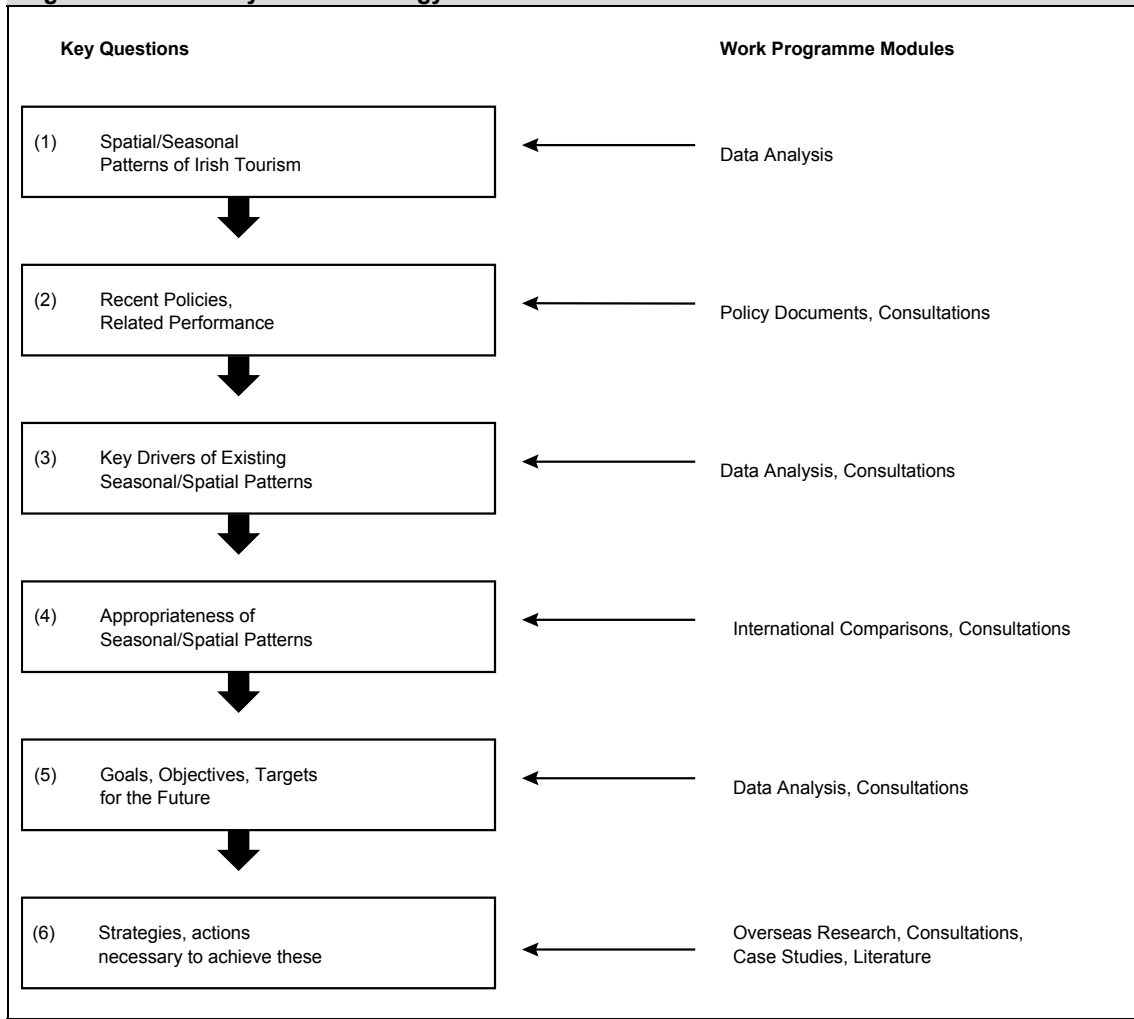 Key Questions
Work Programme Modules
(1) Spatial/Seasonal
Patterns of Irish Tourism
Data Analysis
(2) Recent Policies,
Related Performance
Policy Documents, Consultations
(3) Key Drivers of Existing
Seasonal/Spatial Patterns
Data Analysis, Consultations
(4) Appropriateness of
Seasonal/Spatial Patterns
International Comparisons, Consultations
(5) Goals, Objectives, Targets
for the Future
Data Analysis, Consultations
(6) Strategies, actions
necessary to achieve these
Overseas Research, Consultations,
Case Studies, Literature